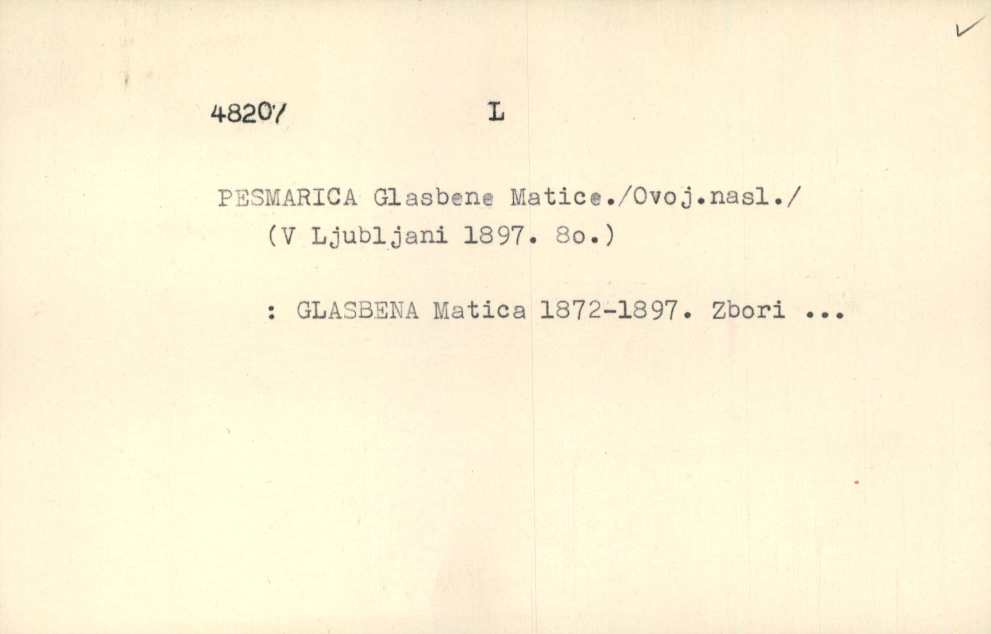 48207 L
PESMARICA Glasbene Matice./Ovoj.nasl./
(V Ljubljani 1897. 8o.)
: GLASBENA Matica 1872-1897. Zbori ...